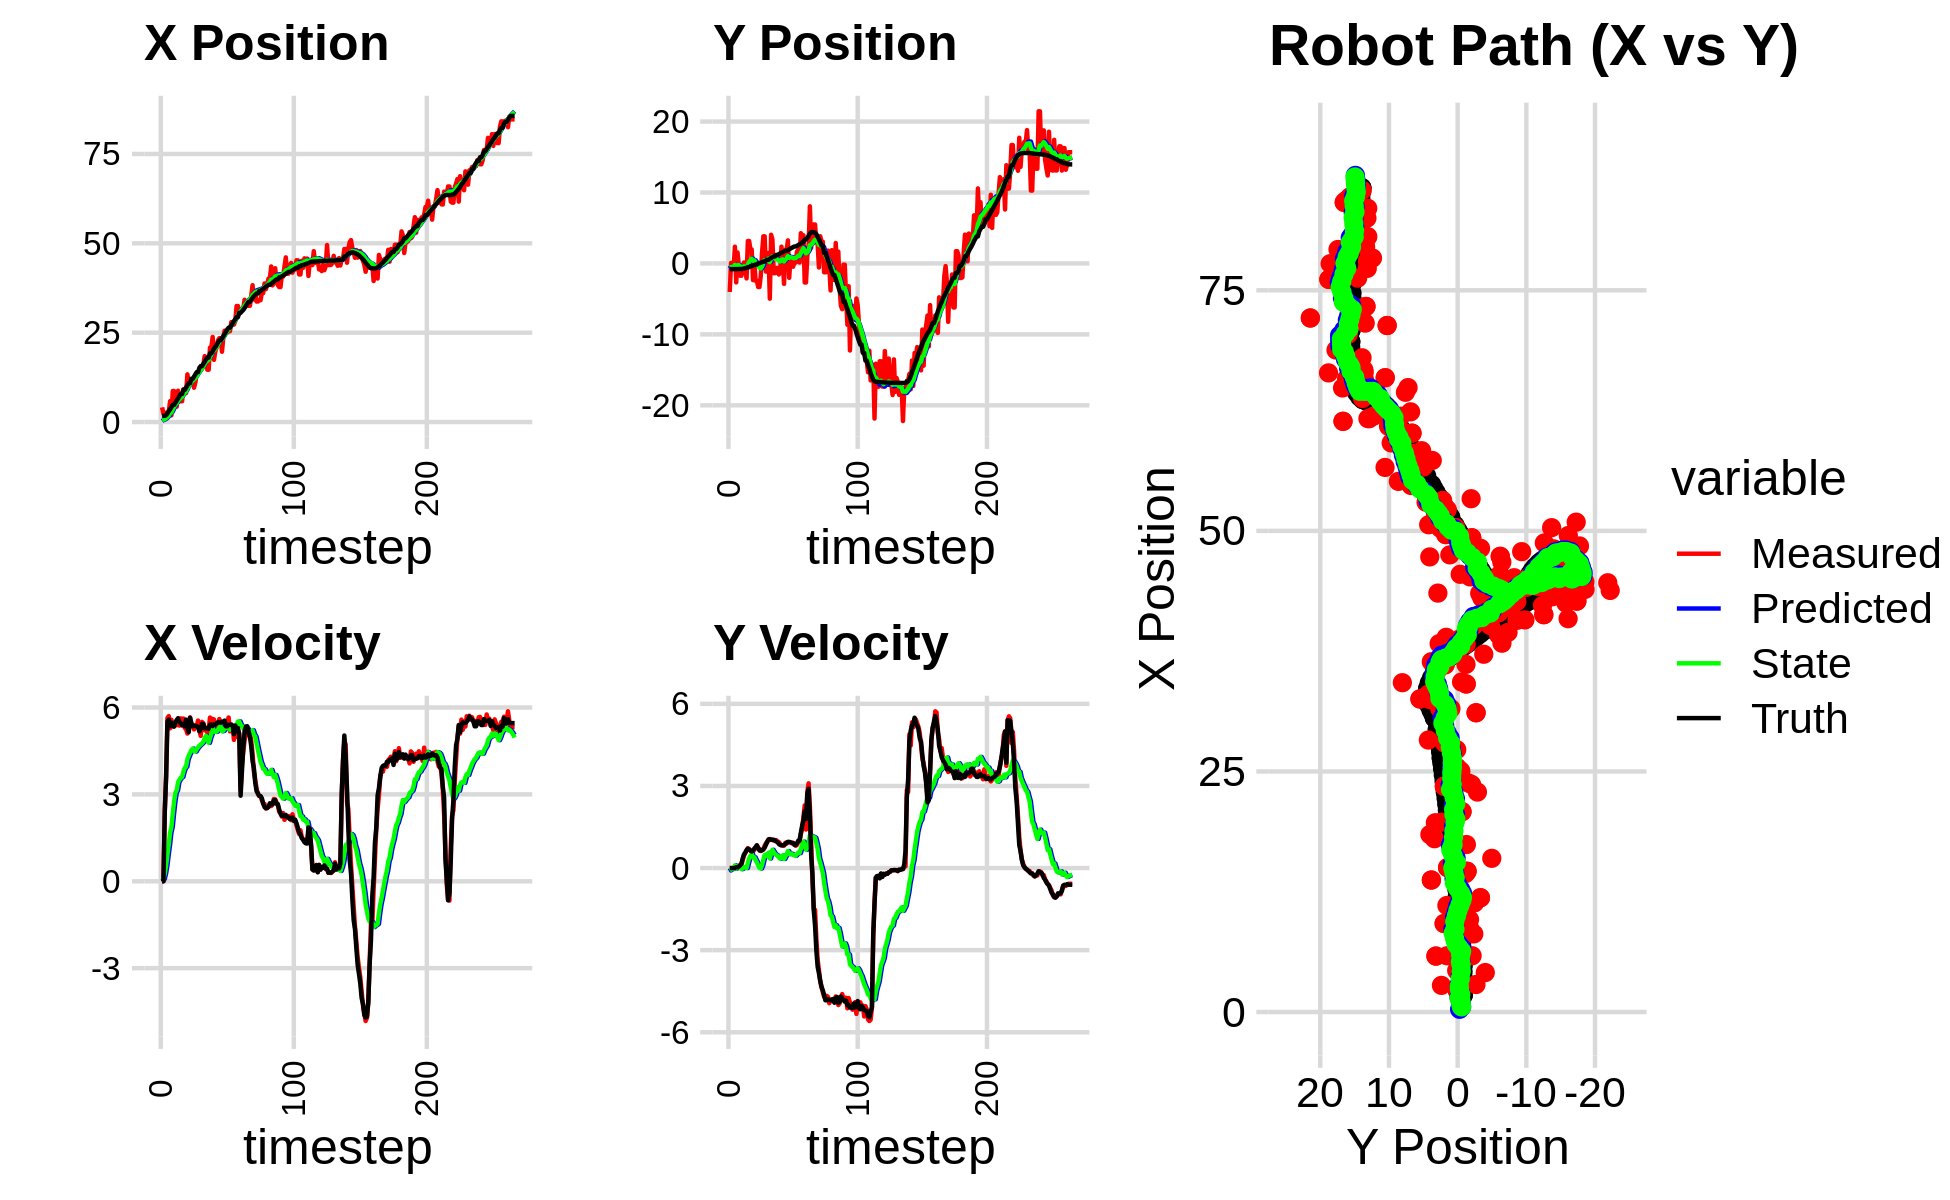 X Position
75
50
25
0
0
100
200
timestep
Y Position
20
10
0
-10
-20
0
100
200
timestep
X Velocity
6
3
0
-3
0
100
200
timestep
Y Velocity
6
3
0
-3
-6
0
100
200
timestep
Robot Path (X vs Y)
X Position
75
50
25
0
20 10 0 -10 -20
Y Position
variable
Measured
Predicted
State
Truth